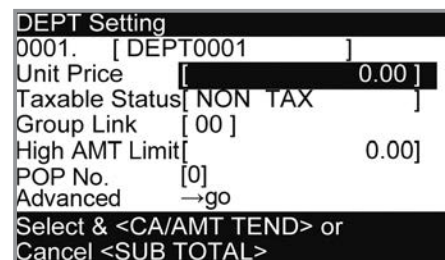 DEPT Setting
0001. [ DEPT0001 ]
Unit Price [ 0.00 ]
Taxable Status[ NON TAX ]
Group Link [ 00 ]
High AMT Limit[ 0.00]
POP No. [0]
Advanced →go
Select & <CA/AMT TEND> or
Cancel <SUB TOTAL>